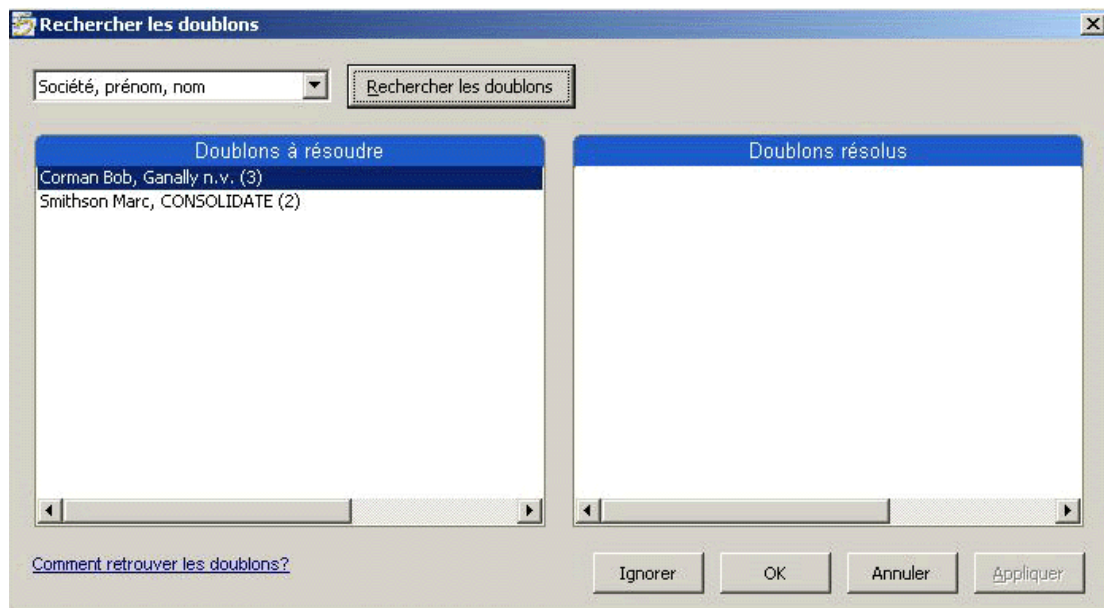 Rechercher les doublons
Société, prénom, nom
Rechercher les doublons
Doublons à résoudre
Corman Bob, Ganally n.v. (3)
Smithson Marc, CONSOLIDATE (2)
Doublons résolus
Comment retrouver les doublons?
Ignorer
OK
Annuler
Appliquer